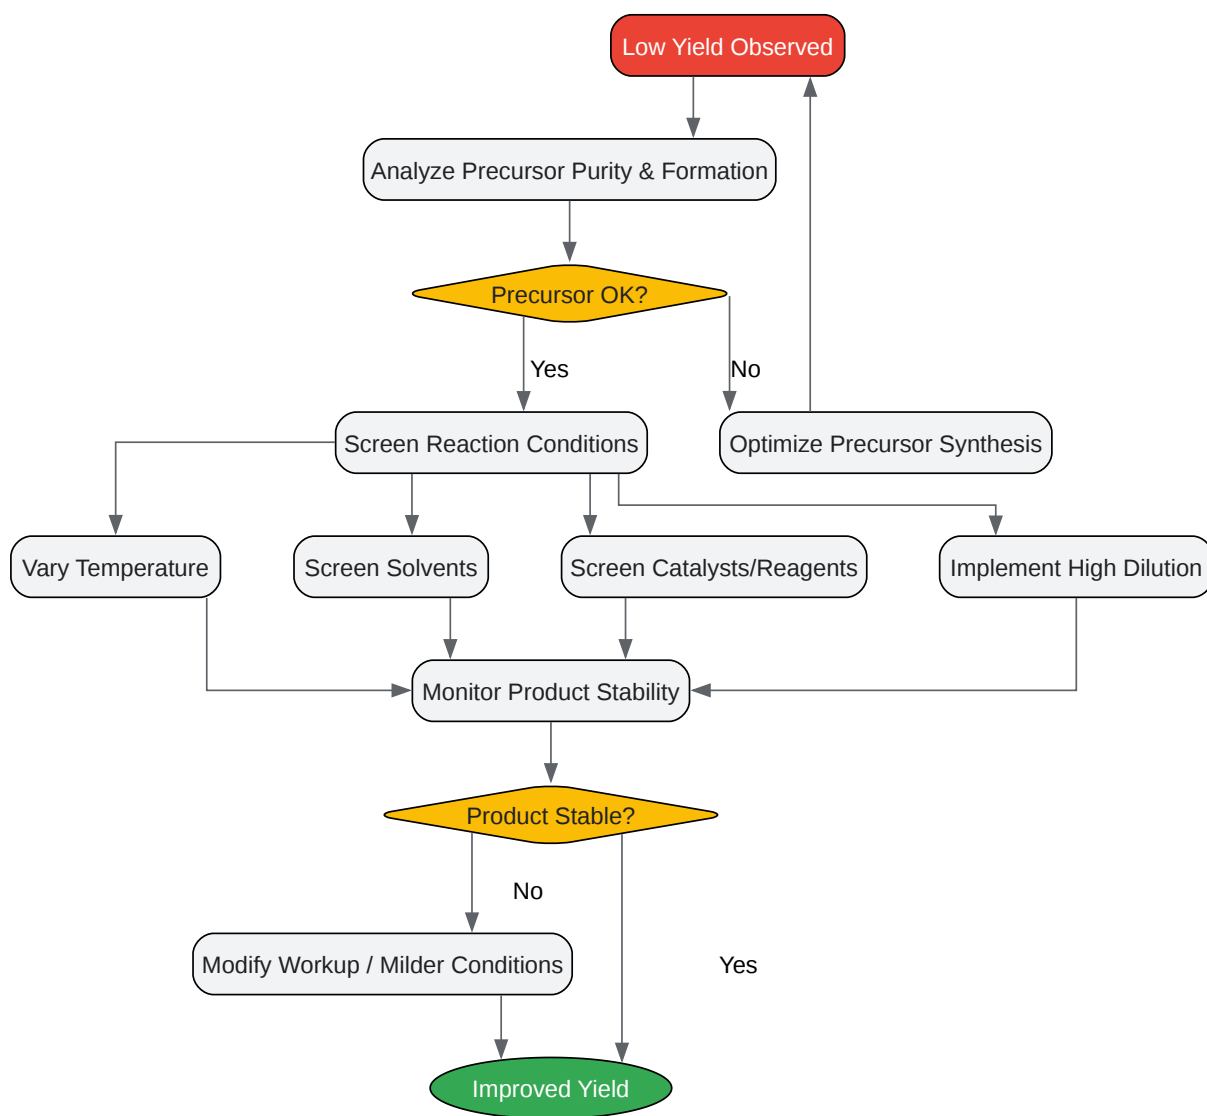 Low Yield Observed
Analyze Precursor Purity & Formation
Precursor OK?
Yes
No
Screen Reaction Conditions
Optimize Precursor Synthesis
Vary Temperature
Screen Solvents
Screen Catalysts/Reagents
Implement High Dilution
Monitor Product Stability
Product Stable?
No
Modify Workup / Milder Conditions
Yes
Improved Yield